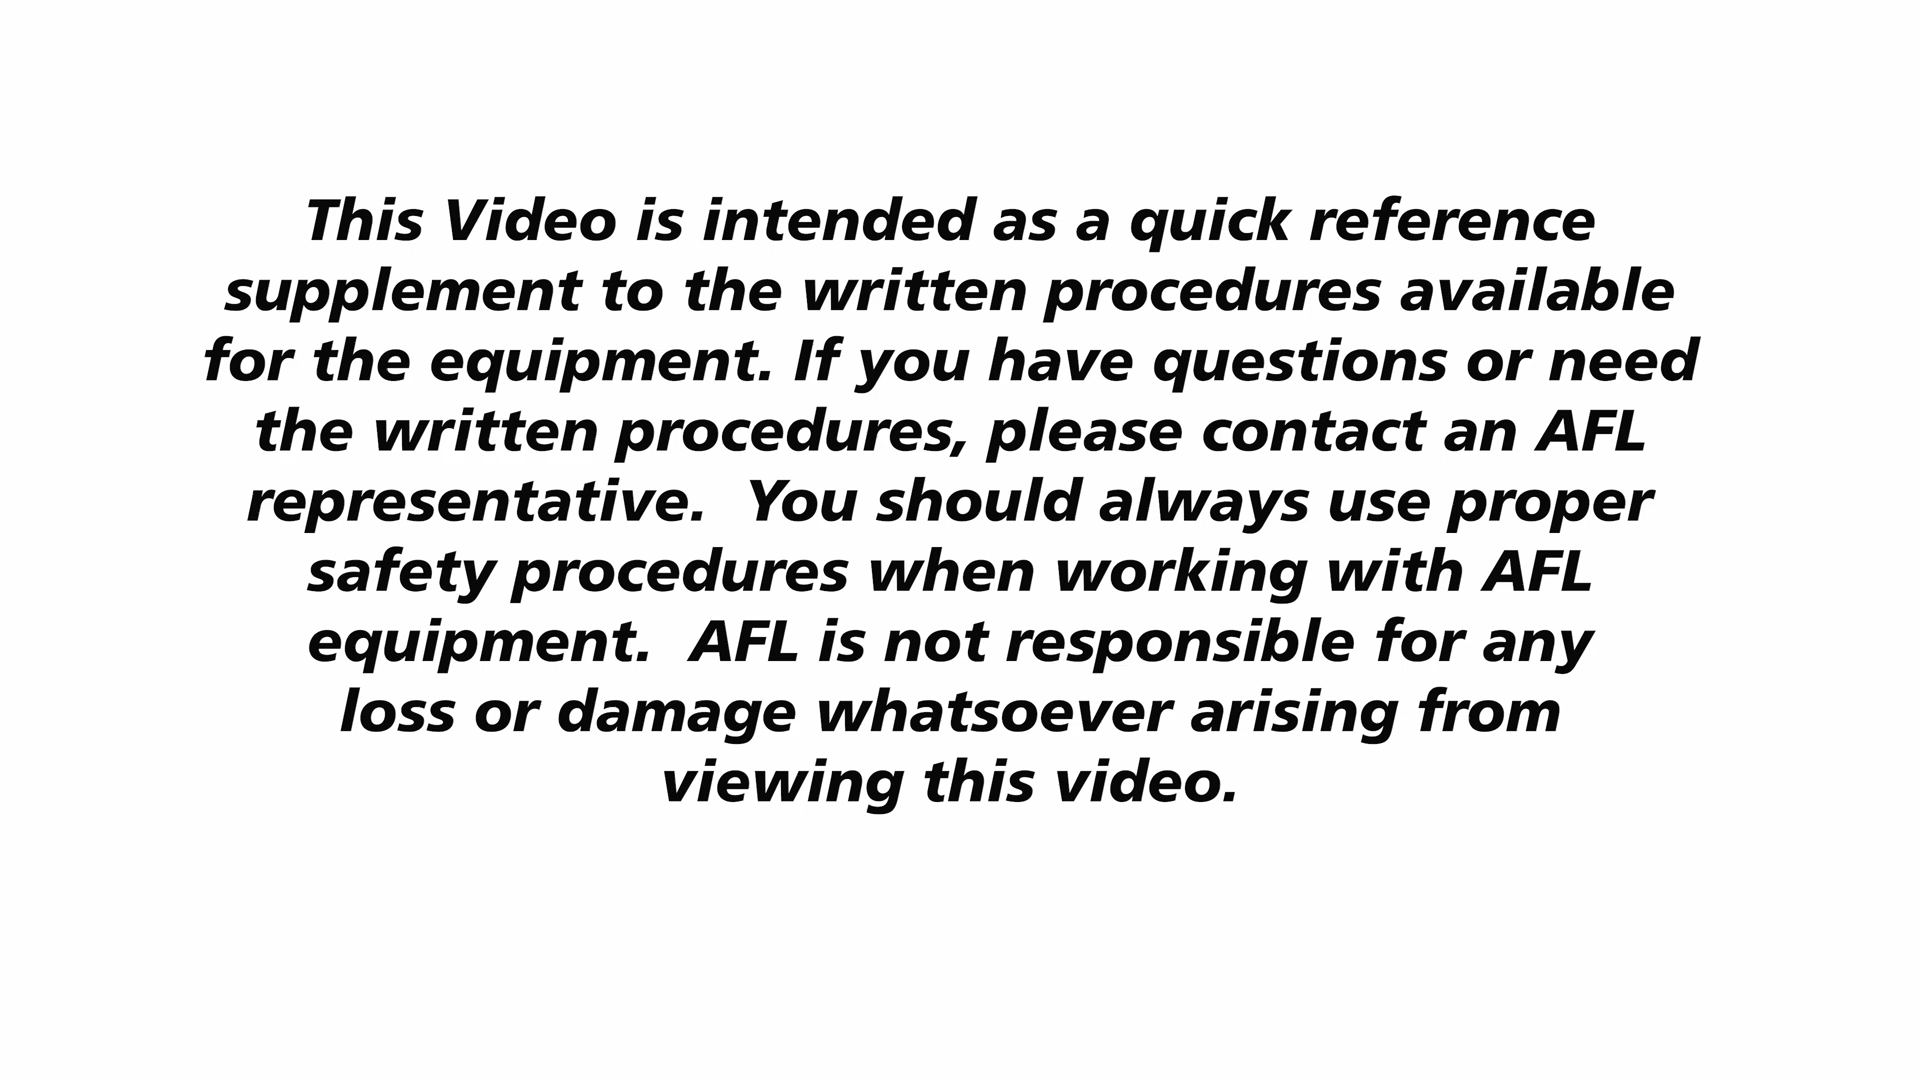 This Video is intended as a quick reference
supplement to the written procedures available
for the equipment. If you have questions or need
the written procedures, please contact an AFL
representative.  You should always use proper
safety procedures when working with AFL
equipment.  AFL is not responsible for any
loss or damage whatsoever arising from
viewing this video.